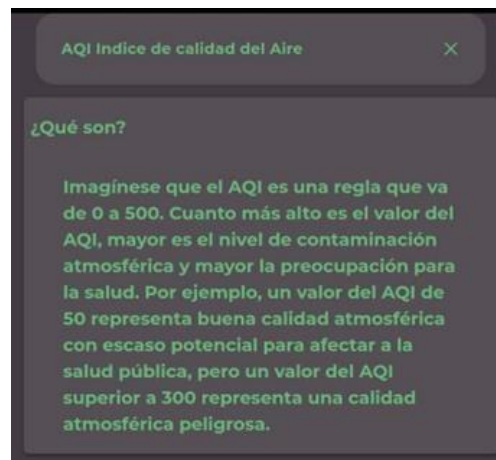 AQI Indice de calidad del Aire
¿Qué son?
Imagínese que el AQI es una regla que va
de 0 a 500. Cuanto más alto es el valor del
AQI, mayor es el nivel de contaminación
atmosférica y mayor la preocupación para
la salud. Por ejemplo, un valor del AQI de
50 representa buena calidad atmosférica
con escaso potencial para afectar a la
salud pública, pero un valor del AQI
superior a 300 representa una calidad
atmosférica peligrosa.